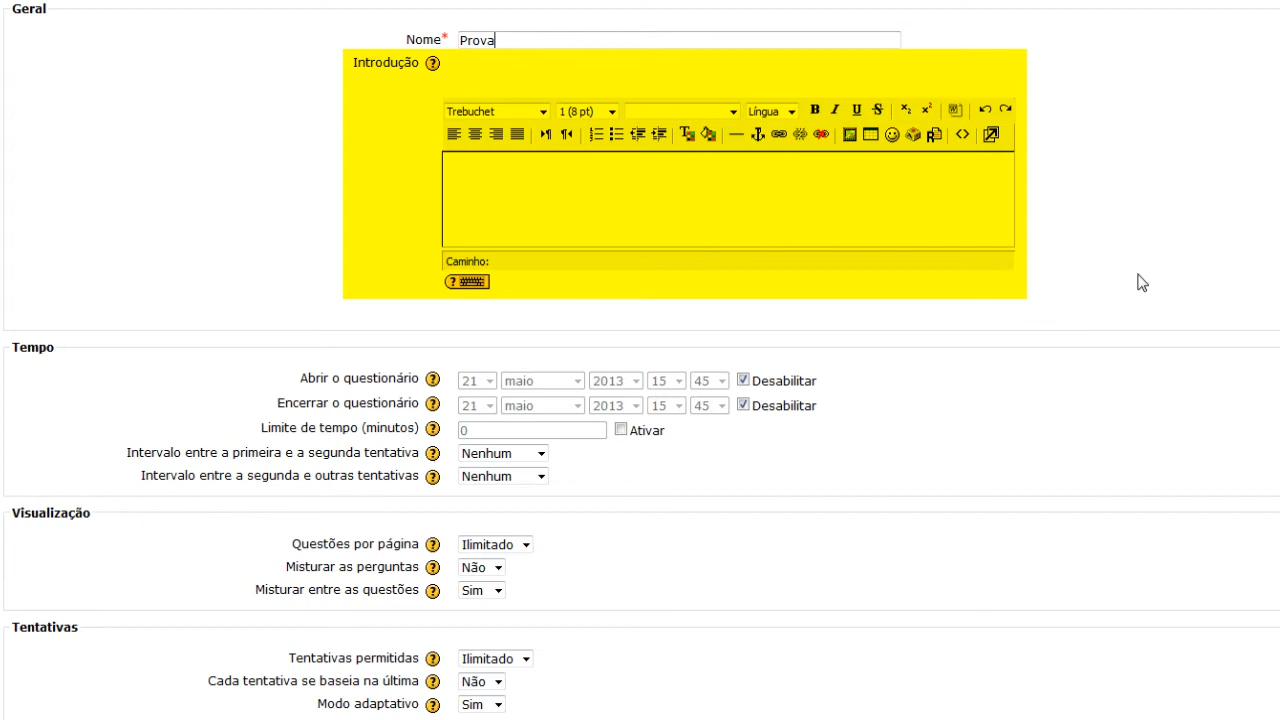 Geral
Nome* Prova
Introdução ?
Trebuchet 1 (8 pt) Língua B I U S
Caminho:
?
Tempo
Abrir o questionário ? 21 maio 2013 15 45 Desabilitar
Encerrar o questionário ? 21 maio 2013 15 45 Desabilitar
Limite de tempo (minutos) ? 0 Ativar
Intervalo entre a primeira e a segunda tentativa ? Nenhum
Intervalo entre a segunda e outras tentativas ? Nenhum
Visualização
Questões por página ? Ilimitado
Misturar as perguntas ? Não
Misturar entre as questões ? Sim
Tentativas
Tentativas permitidas ? Ilimitado
Cada tentativa se baseia na última ? Não
Modo adaptativo ? Sim